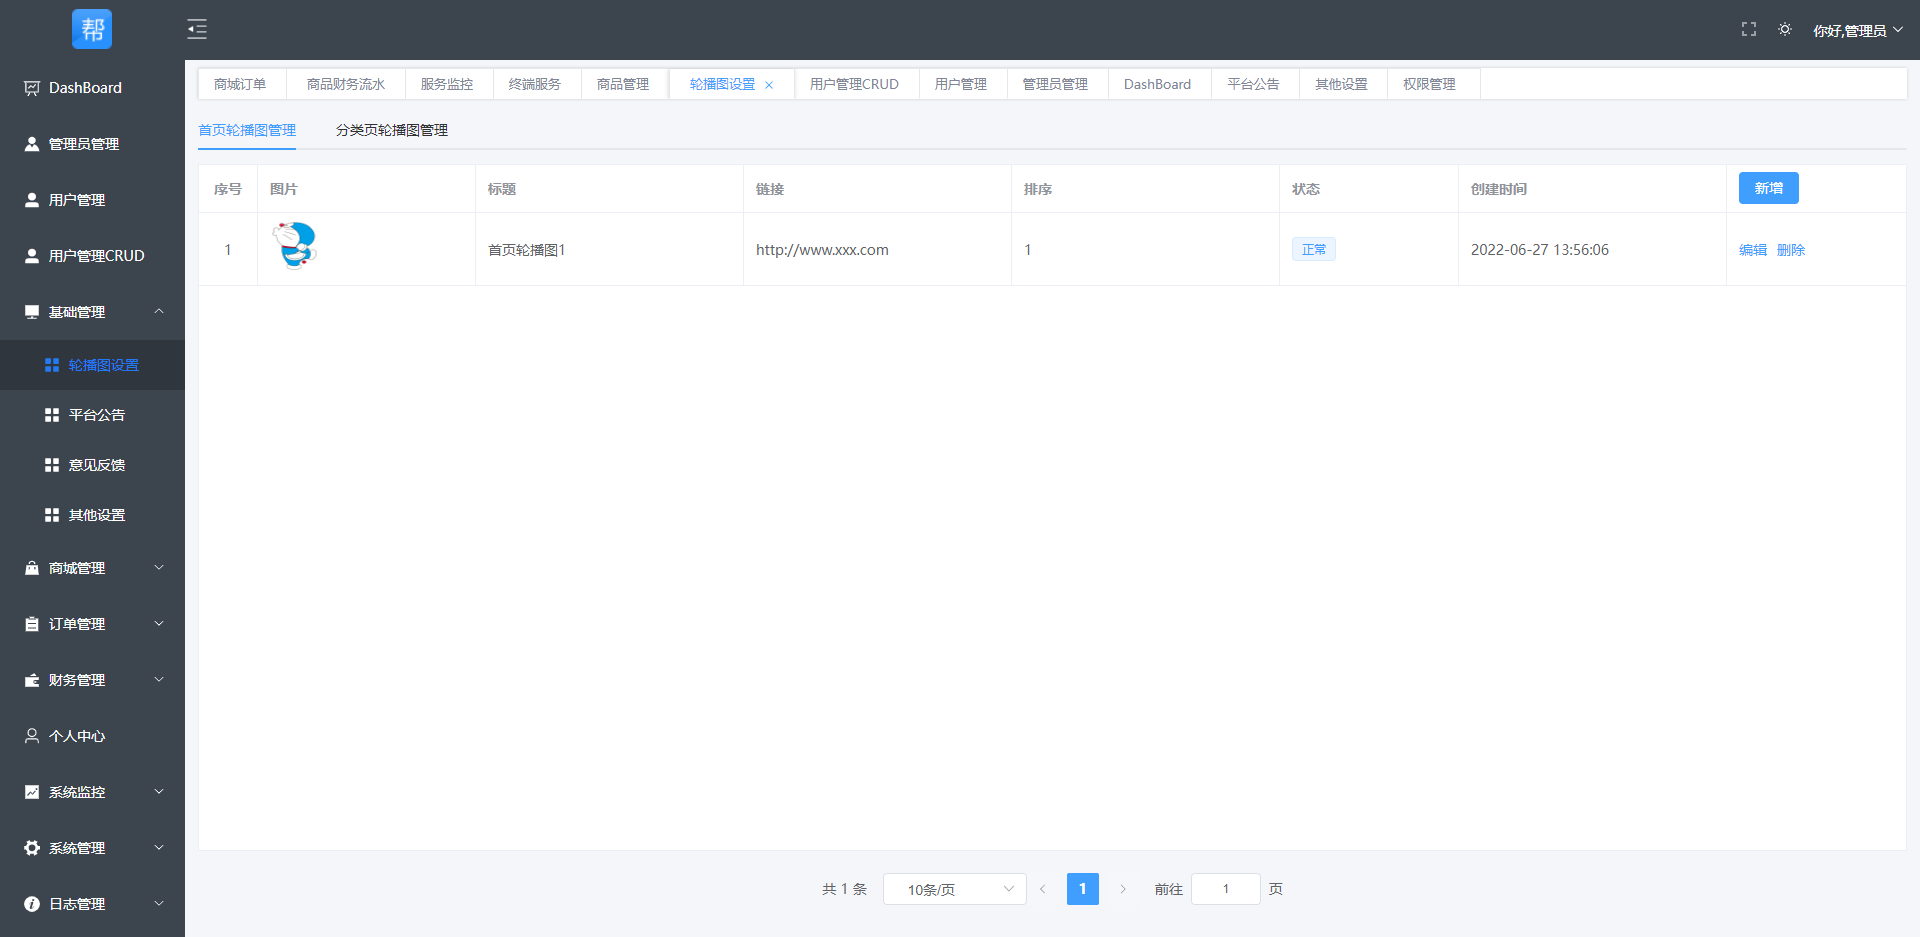 帮
你好,管理员
DashBoard
管理员管理
用户管理
用户管理CRUD
基础管理
轮播图设置
平台公告
意见反馈
其他设置
商城管理
订单管理
财务管理
个人中心
系统监控
系统管理
日志管理
商城订单 商品财务流水 服务监控 终端服务 商品管理 轮播图设置 用户管理CRUD 用户管理 管理员管理 DashBoard 平台公告 其他设置 权限管理
首页轮播图管理 分类页轮播图管理
序号 图片 标题 链接 排序 状态 创建时间 新增
1 首页轮播图1 http://www.xxx.com 1 正常 2022-06-27 13:56:06 编辑 删除
共 1 条 10条/页 1 前往 1 页